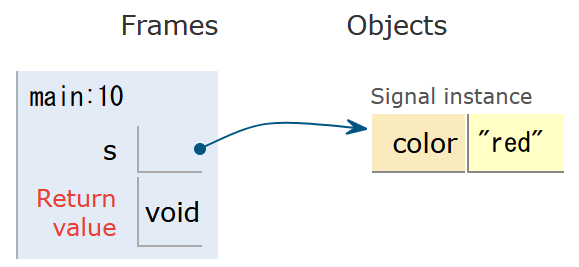 Frames
Objects
main:10
Signal instance
s
color
"red"
Return
value
void